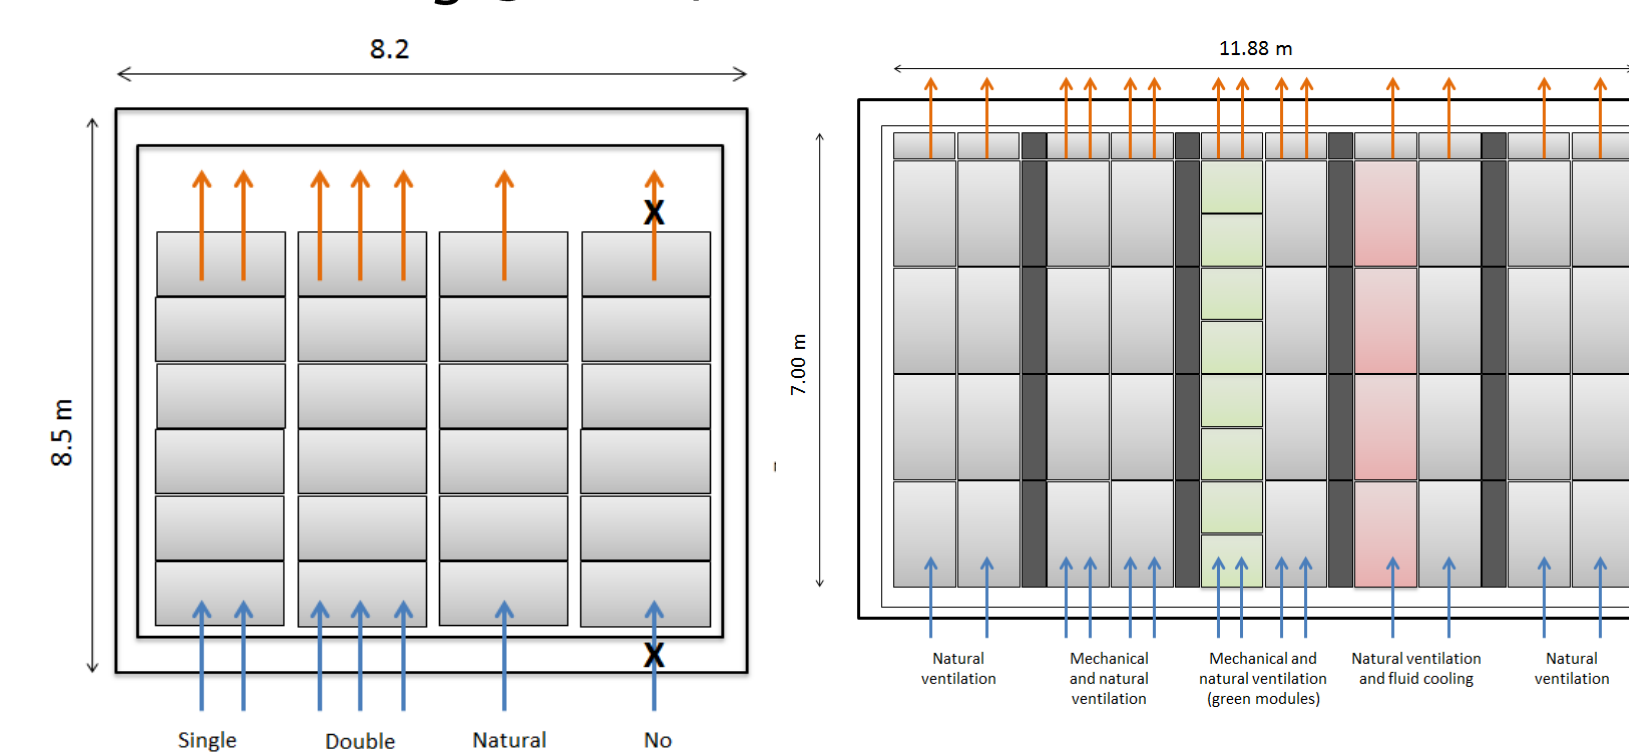 8.2
8.5 m
X
X
Single
Double
Natural
No
11.88 m
7.00 m
Natural
ventilation
Mechanical
and natural
ventilation
Mechanical and
natural ventilation
(green modules)
Natural ventilation
and fluid cooling
Natural
ventilation